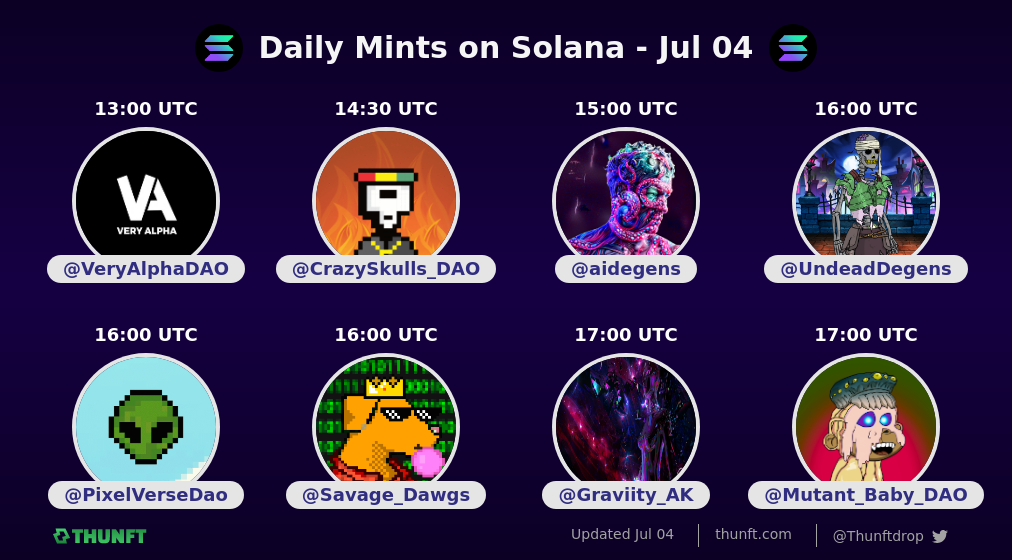 Daily Mints on Solana - Jul 04
13:00 UTC
14:30 UTC
15:00 UTC
16:00 UTC
VA
VERY ALPHA
@VeryAlphaDAO
@CrazySkulls_DAO
@aidegens
@UndeadDegens
16:00 UTC
16:00 UTC
17:00 UTC
17:00 UTC
@PixelVerseDao
@Savage_Dawgs
@Graviity_AK
@Mutant_Baby_DAO
THUNFT
Updated Jul 04
thunft.com
@Thunftdrop